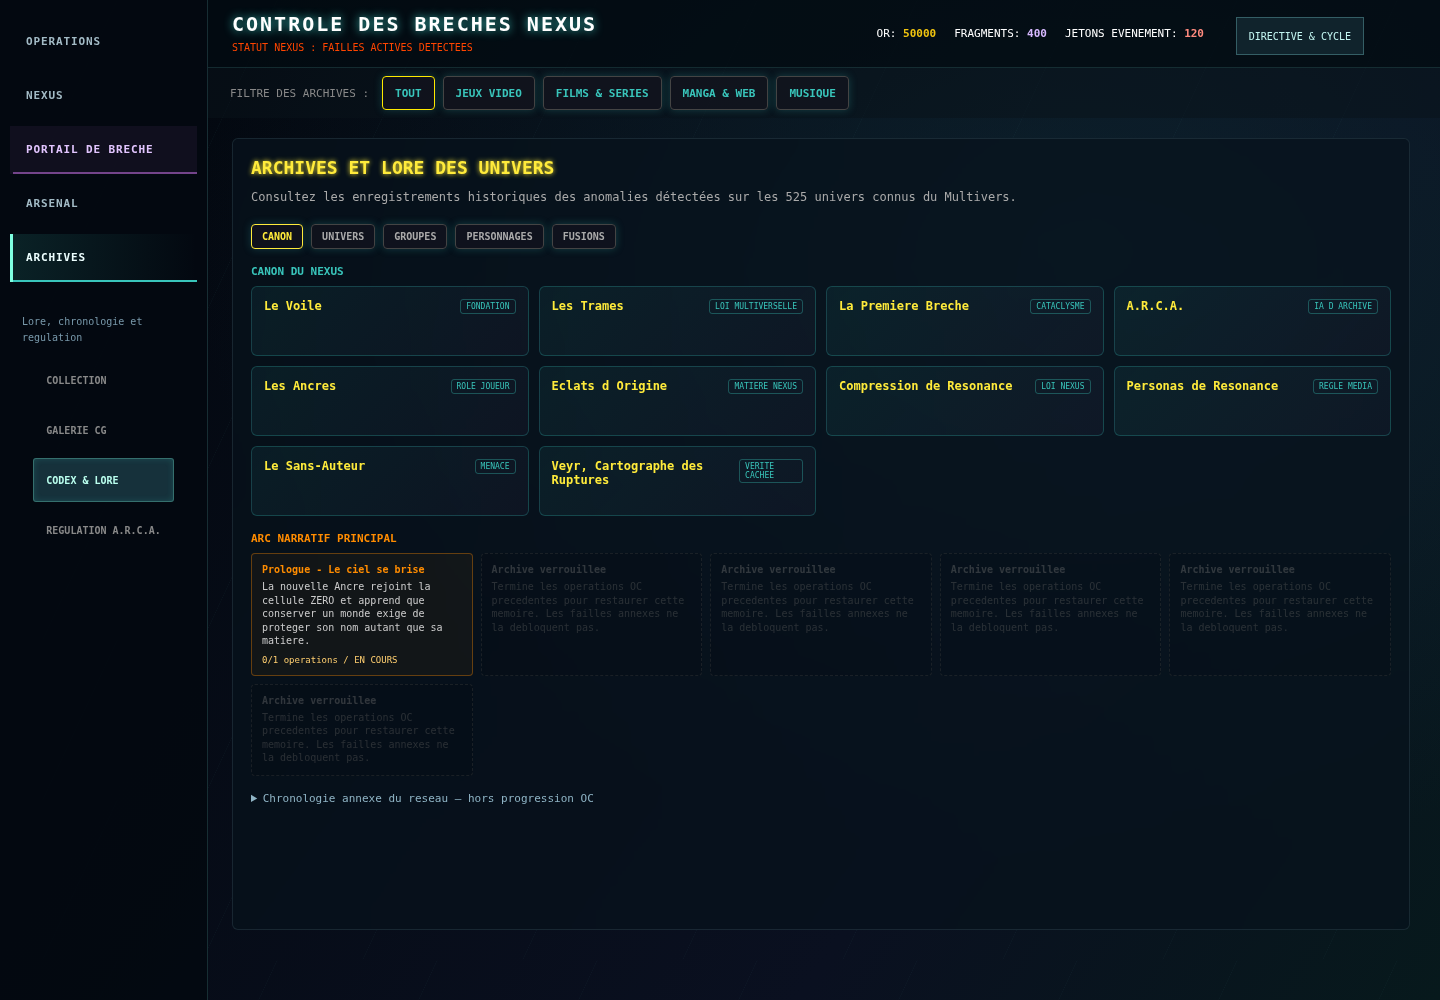 OPERATIONS
NEXUS
PORTAIL DE BRECHE
ARSENAL
ARCHIVES
Lore, chronologie et
regulation
COLLECTION
GALERIE CG
CODEX & LORE
REGULATION A.R.C.A.
CONTROLE DES BRECHES NEXUS
STATUT NEXUS : FAILLES ACTIVES DETECTEES
OR: 50000 FRAGMENTS: 400 JETONS EVENEMENT: 120
DIRECTIVE & CYCLE
FILTRE DES ARCHIVES : TOUT JEUX VIDEO FILMS & SERIES MANGA & WEB MUSIQUE
ARCHIVES ET LORE DES UNIVERS
Consultez les enregistrements historiques des anomalies détectées sur les 525 univers connus du Multivers.
CANON UNIVERS GROUPES PERSONNAGES FUSIONS
CANON DU NEXUS
Le Voile FONDATION
Les Trames LOI MULTIVERSELLE
La Premiere Breche CATACLYSME
A.R.C.A. IA D ARCHIVE
Les Ancres ROLE JOUEUR
Eclats d Origine MATIERE NEXUS
Compression de Resonance LOI NEXUS
Personas de Resonance REGLE MEDIA
Le Sans-Auteur MENACE
Veyr, Cartographe des
Ruptures
VERITE
CACHEE
ARC NARRATIF PRINCIPAL
Prologue - Le ciel se brise
La nouvelle Ancre rejoint la
cellule ZERO et apprend que
conserver un monde exige de
proteger son nom autant que sa
matiere.
0/1 operations / EN COURS
Archive verrouillee
Termine les operations OC
precedentes pour restaurer cette
memoire. Les failles annexes ne
la debloquent pas.
Archive verrouillee
Termine les operations OC
precedentes pour restaurer cette
memoire. Les failles annexes ne
la debloquent pas.
Archive verrouillee
Termine les operations OC
precedentes pour restaurer cette
memoire. Les failles annexes ne
la debloquent pas.
Archive verrouillee
Termine les operations OC
precedentes pour restaurer cette
memoire. Les failles annexes ne
la debloquent pas.
Archive verrouillee
Termine les operations OC
precedentes pour restaurer cette
memoire. Les failles annexes ne
la debloquent pas.
▶ Chronologie annexe du reseau — hors progression OC